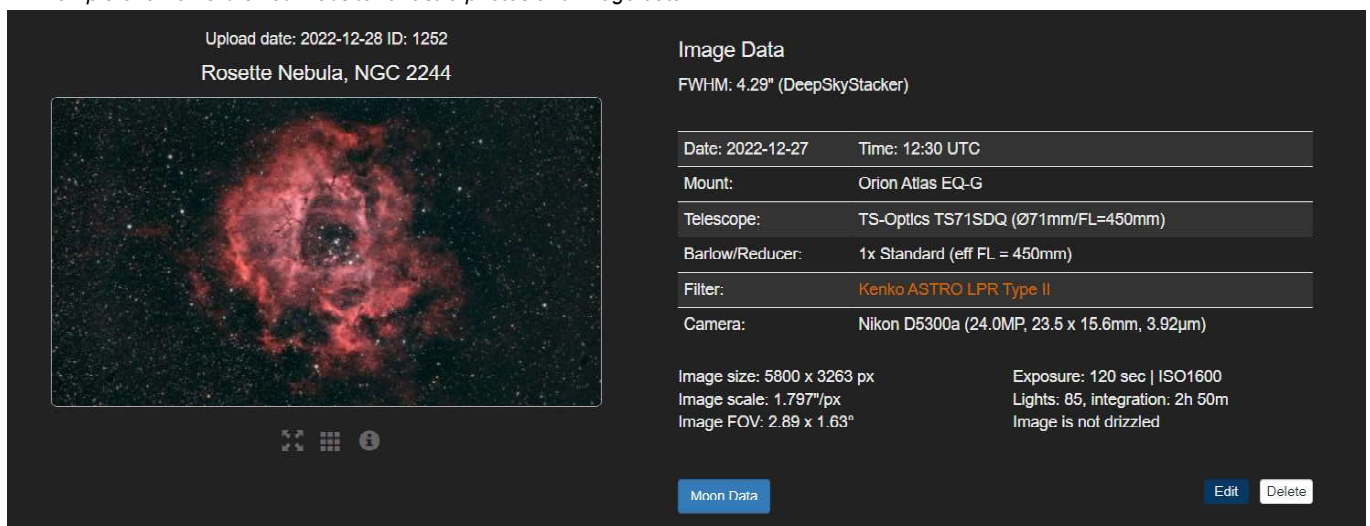 Upload date: 2022-12-28 ID: 1252
Rosette Nebula, NGC 2244
Image Data
FWHM: 4.29" (DeepSkyStacker)
Date: 2022-12-27 Time: 12:30 UTC
Mount: Orion Atlas EQ-G
Telescope: TS-Optics TS71SDQ (Ø71mm/FL=450mm)
Barlow/Reducer: 1x Standard (eff FL = 450mm)
Filter: Kenko ASTRO LPR Type II
Camera: Nikon D5300a (24.0MP, 23.5 x 15.6mm, 3.92µm)
Image size: 5800 x 3263 px
Image scale: 1.797"/px
Image FOV: 2.89 x 1.63°
Exposure: 120 sec | ISO1600
Lights: 85, integration: 2h 50m
Image is not drizzled
Moon Data
Edit
Delete